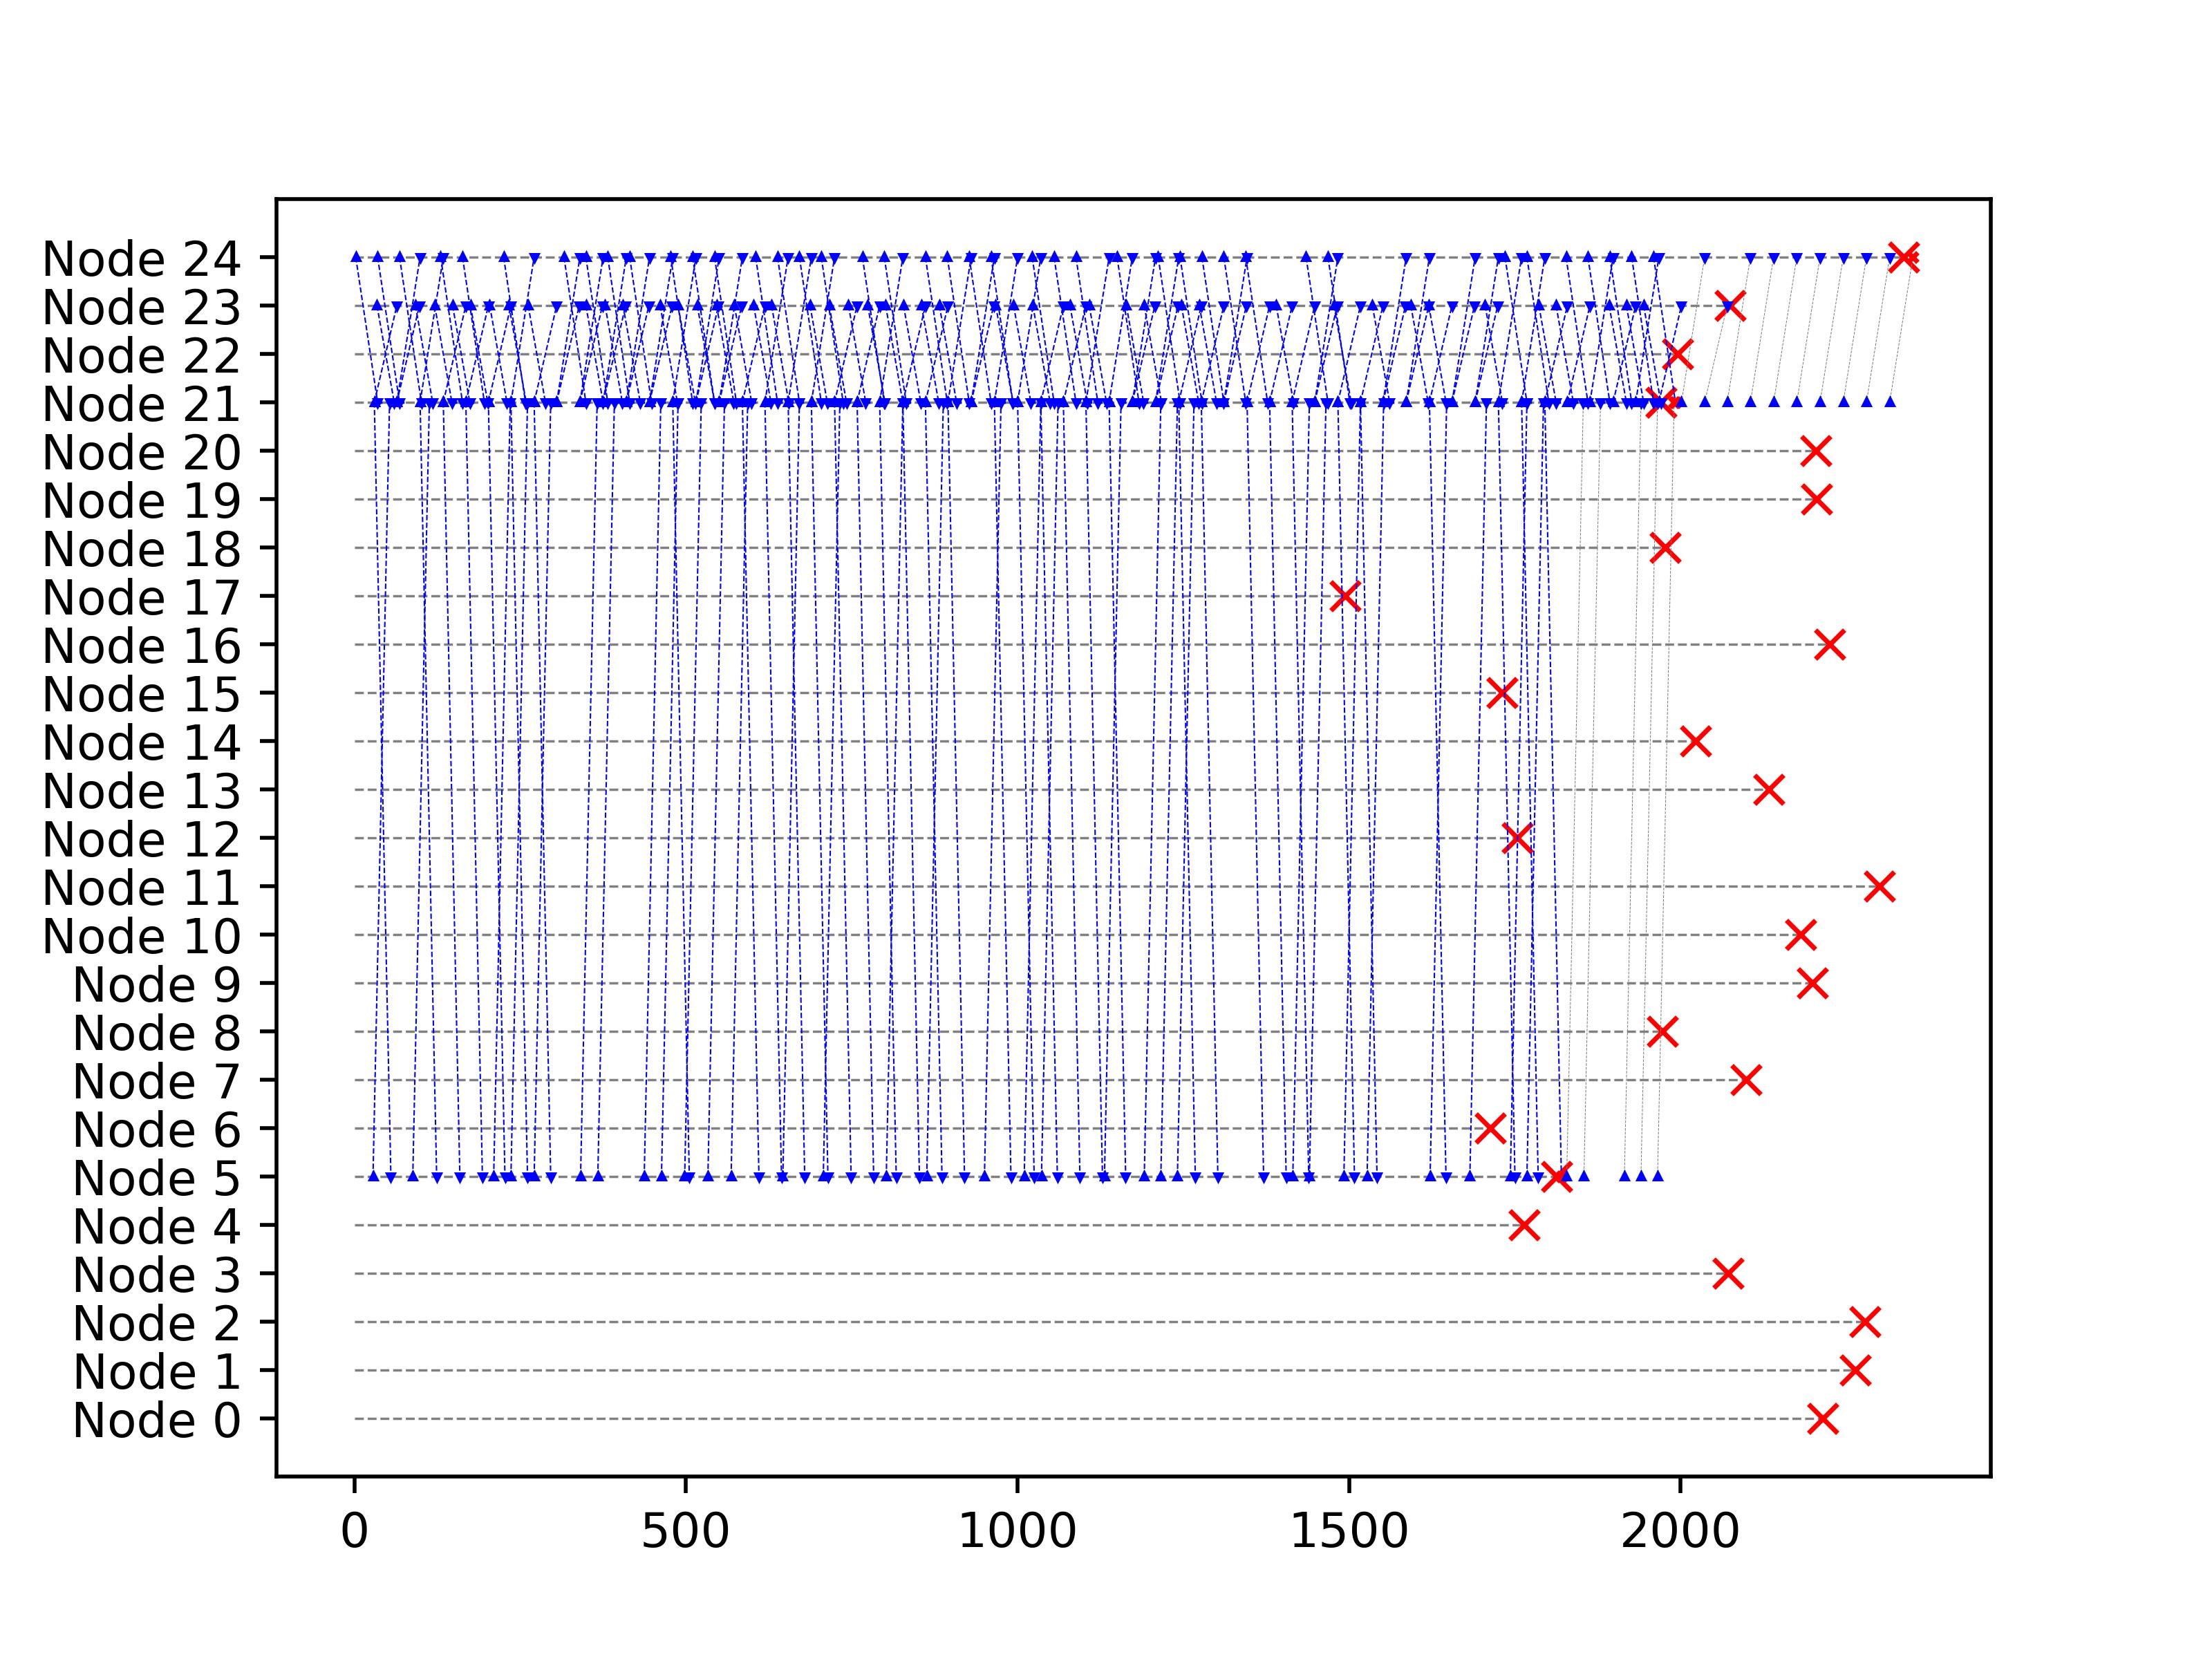 Node 24
Node 23
Node 22
Node 21
Node 20
Node 19
Node 18
Node 17
Node 16
Node 15
Node 14
Node 13
Node 12
Node 11
Node 10
Node 9
Node 8
Node 7
Node 6
Node 5
Node 4
Node 3
Node 2
Node 1
Node 0
0 500 1000 1500 2000